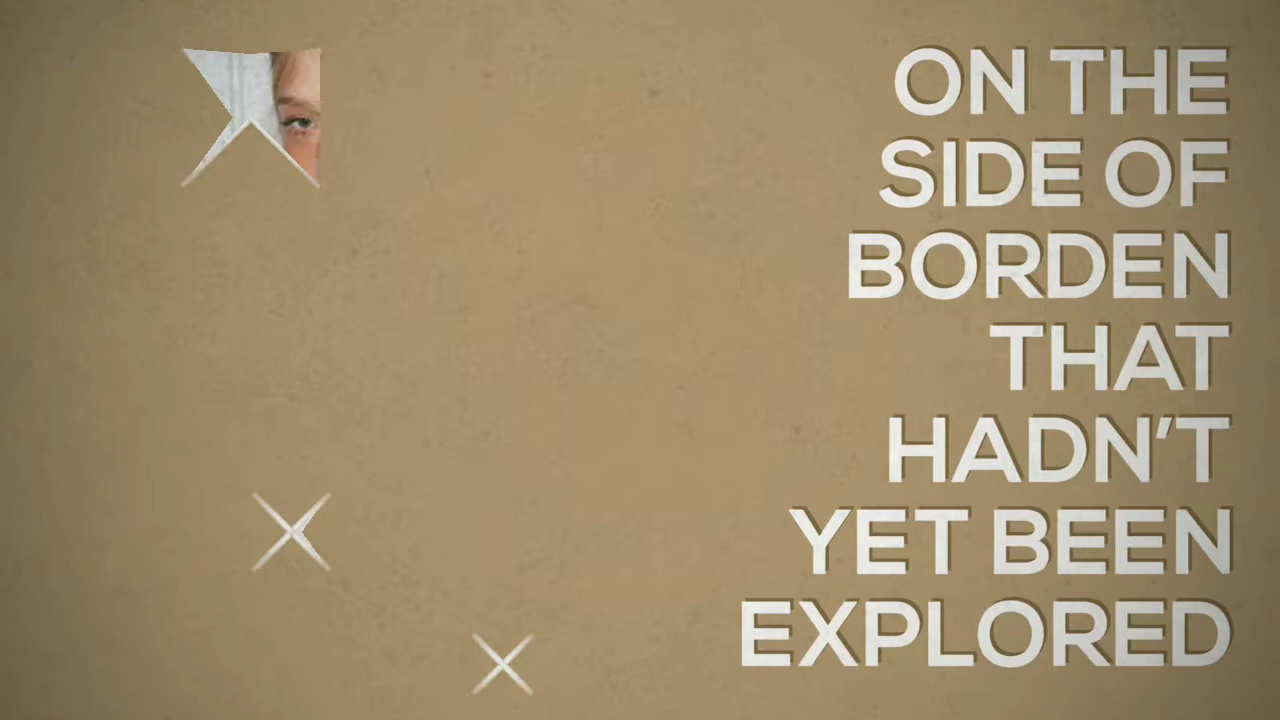 ON THE
SIDE OF
BORDEN
THAT
HADN'T
YET BEEN
EXPLORED